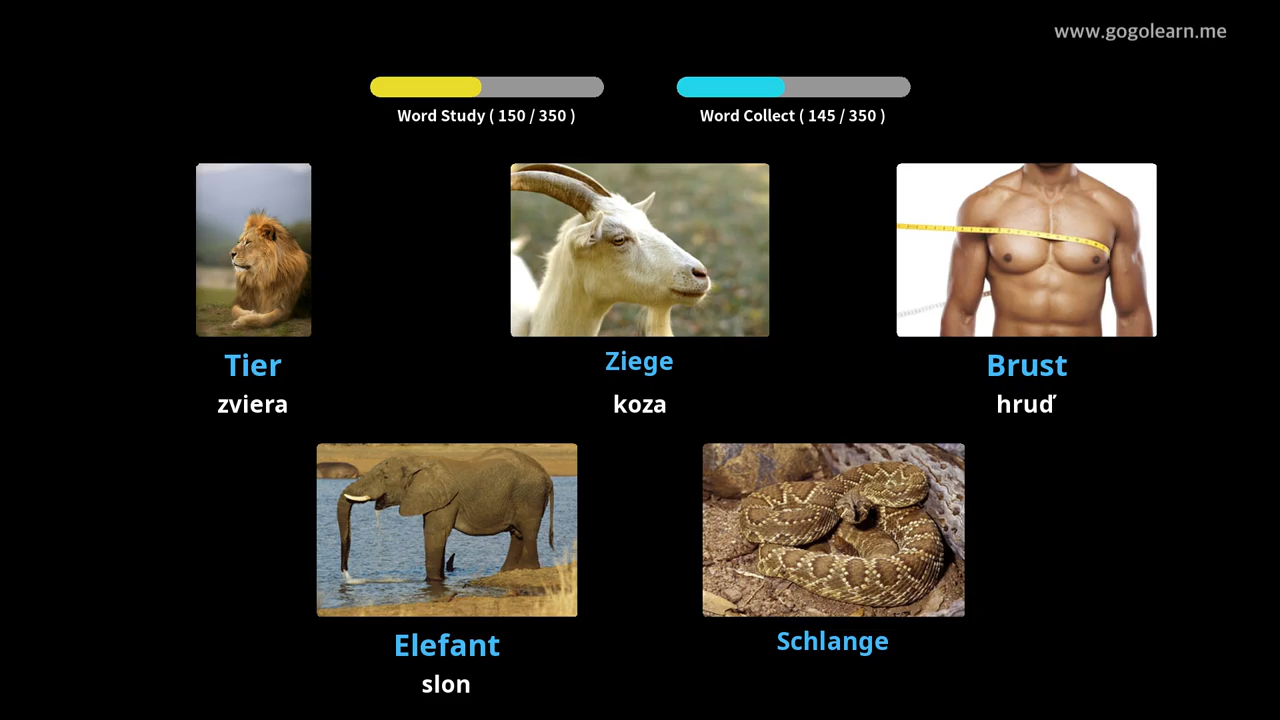 www.gogolearn.me
Word Study ( 150 / 350 )
Word Collect ( 145 / 350 )
Tier
zviera
Ziege
koza
Brust
hruď
Elefant
slon
Schlange